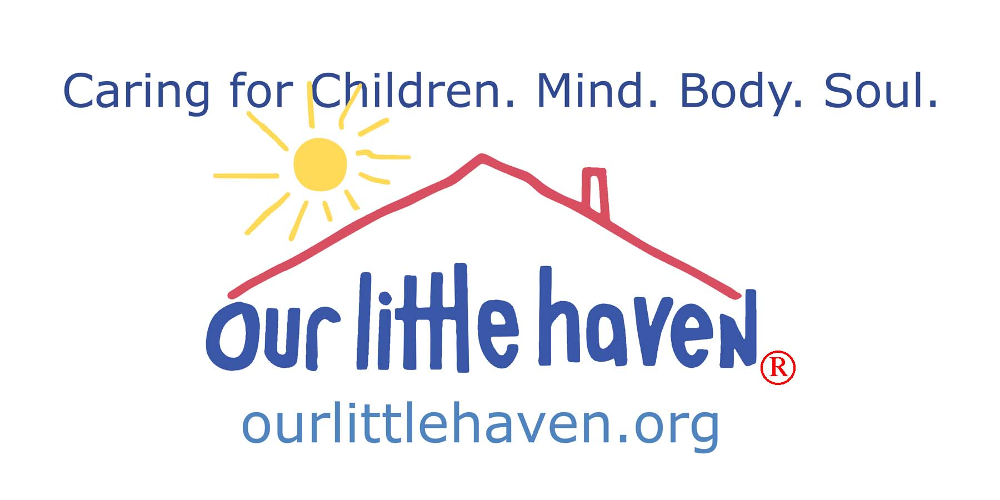 Caring for Children. Mind. Body. Soul.
our little haven®
ourlittlehaven.org